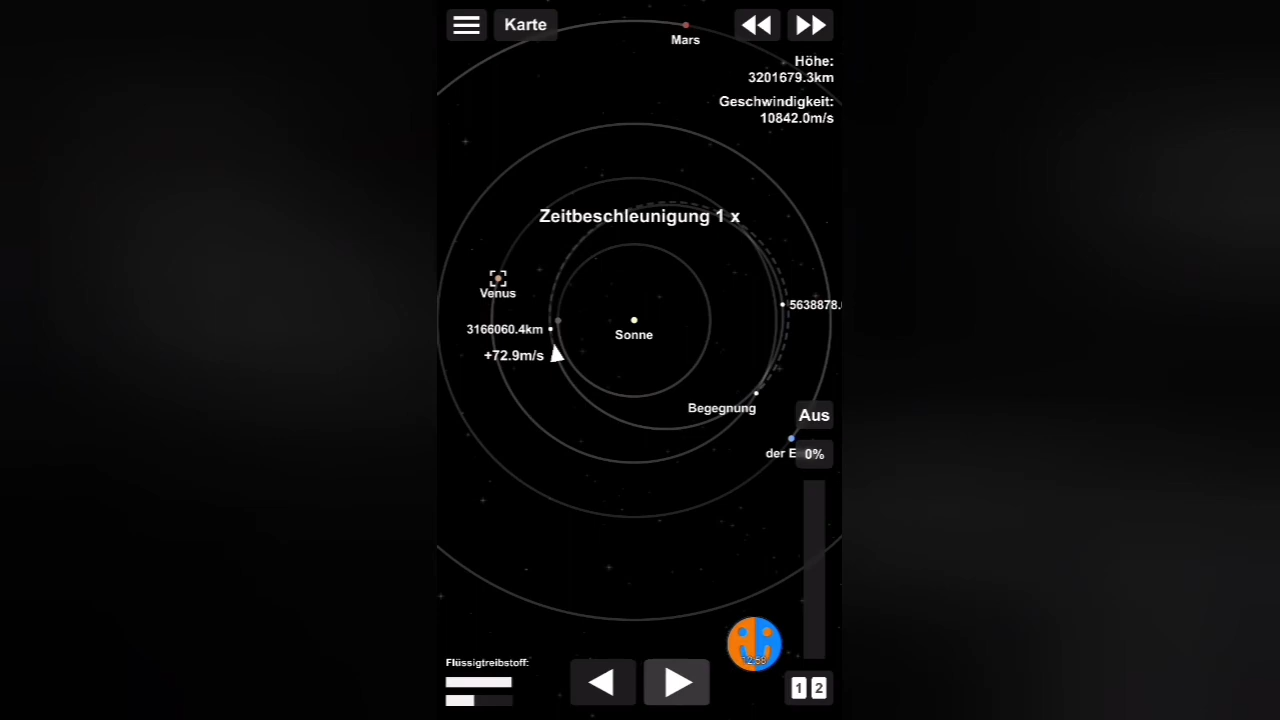 Karte
Mars
Höhe:
3201679.3km
Geschwindigkeit:
10842.0m/s
Zeitbeschleunigung 1 x
Venus
3166060.4km
Sonne
5638878.
+72.9m/s
Begegnung
Aus
der E
0%
Flüssigtreibstoff:
1 2